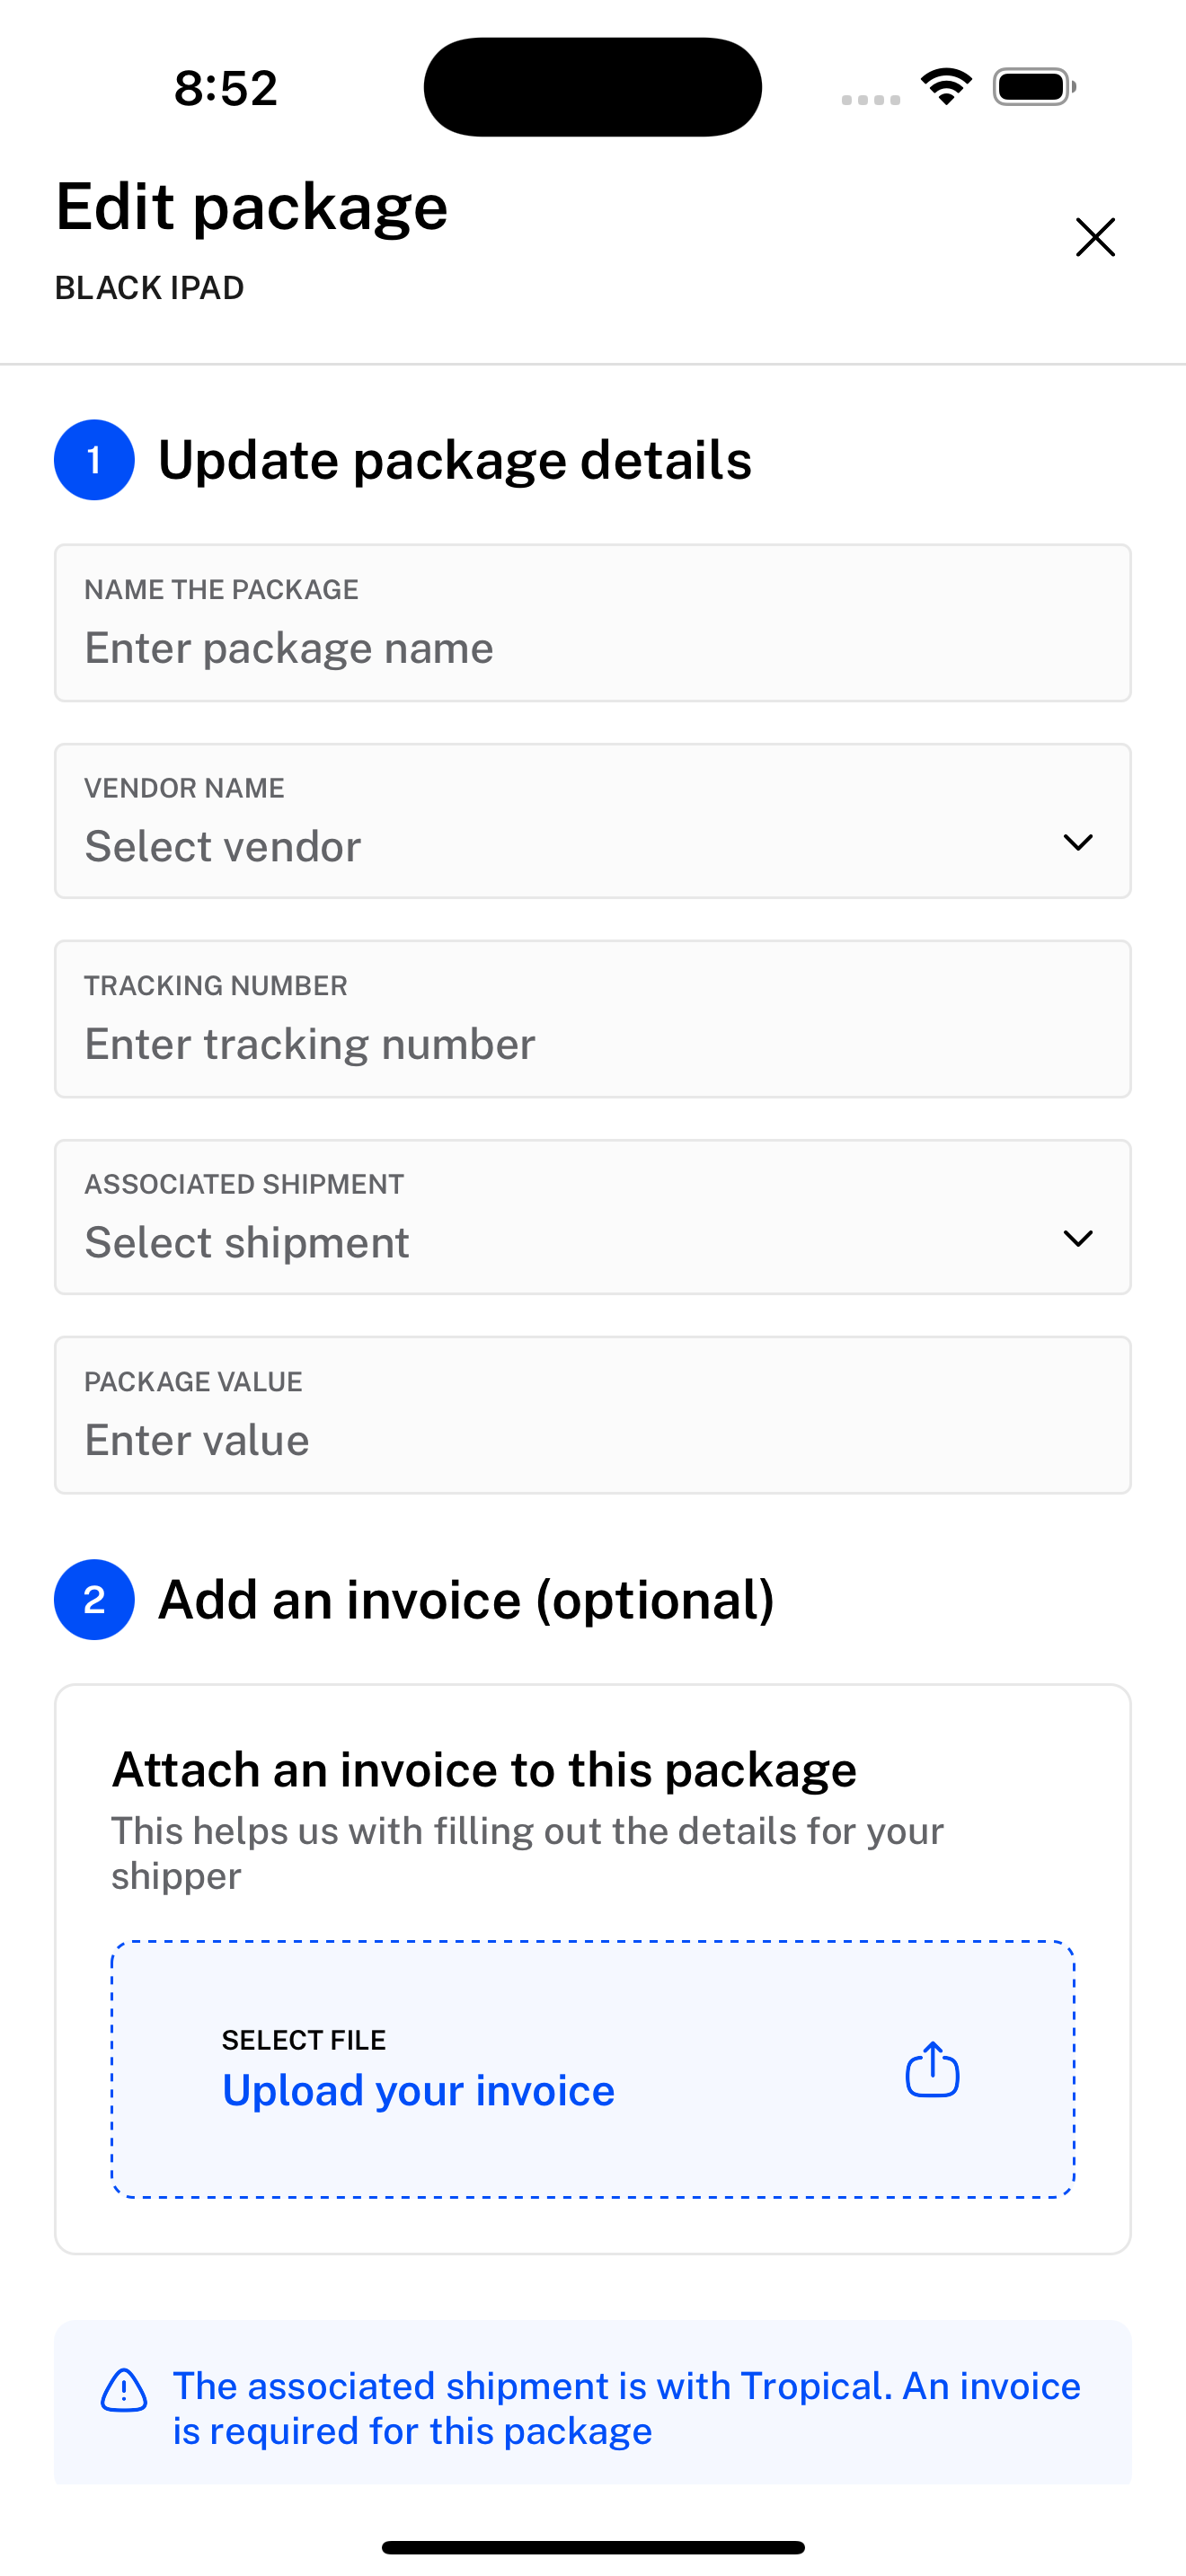 8:52
Edit package
BLACK IPAD
1 Update package details
NAME THE PACKAGE
Enter package name
VENDOR NAME
Select vendor
TRACKING NUMBER
Enter tracking number
ASSOCIATED SHIPMENT
Select shipment
PACKAGE VALUE
Enter value
2 Add an invoice (optional)
Attach an invoice to this package
This helps us with filling out the details for your
shipper
SELECT FILE
Upload your invoice
The associated shipment is with Tropical. An invoice
is required for this package